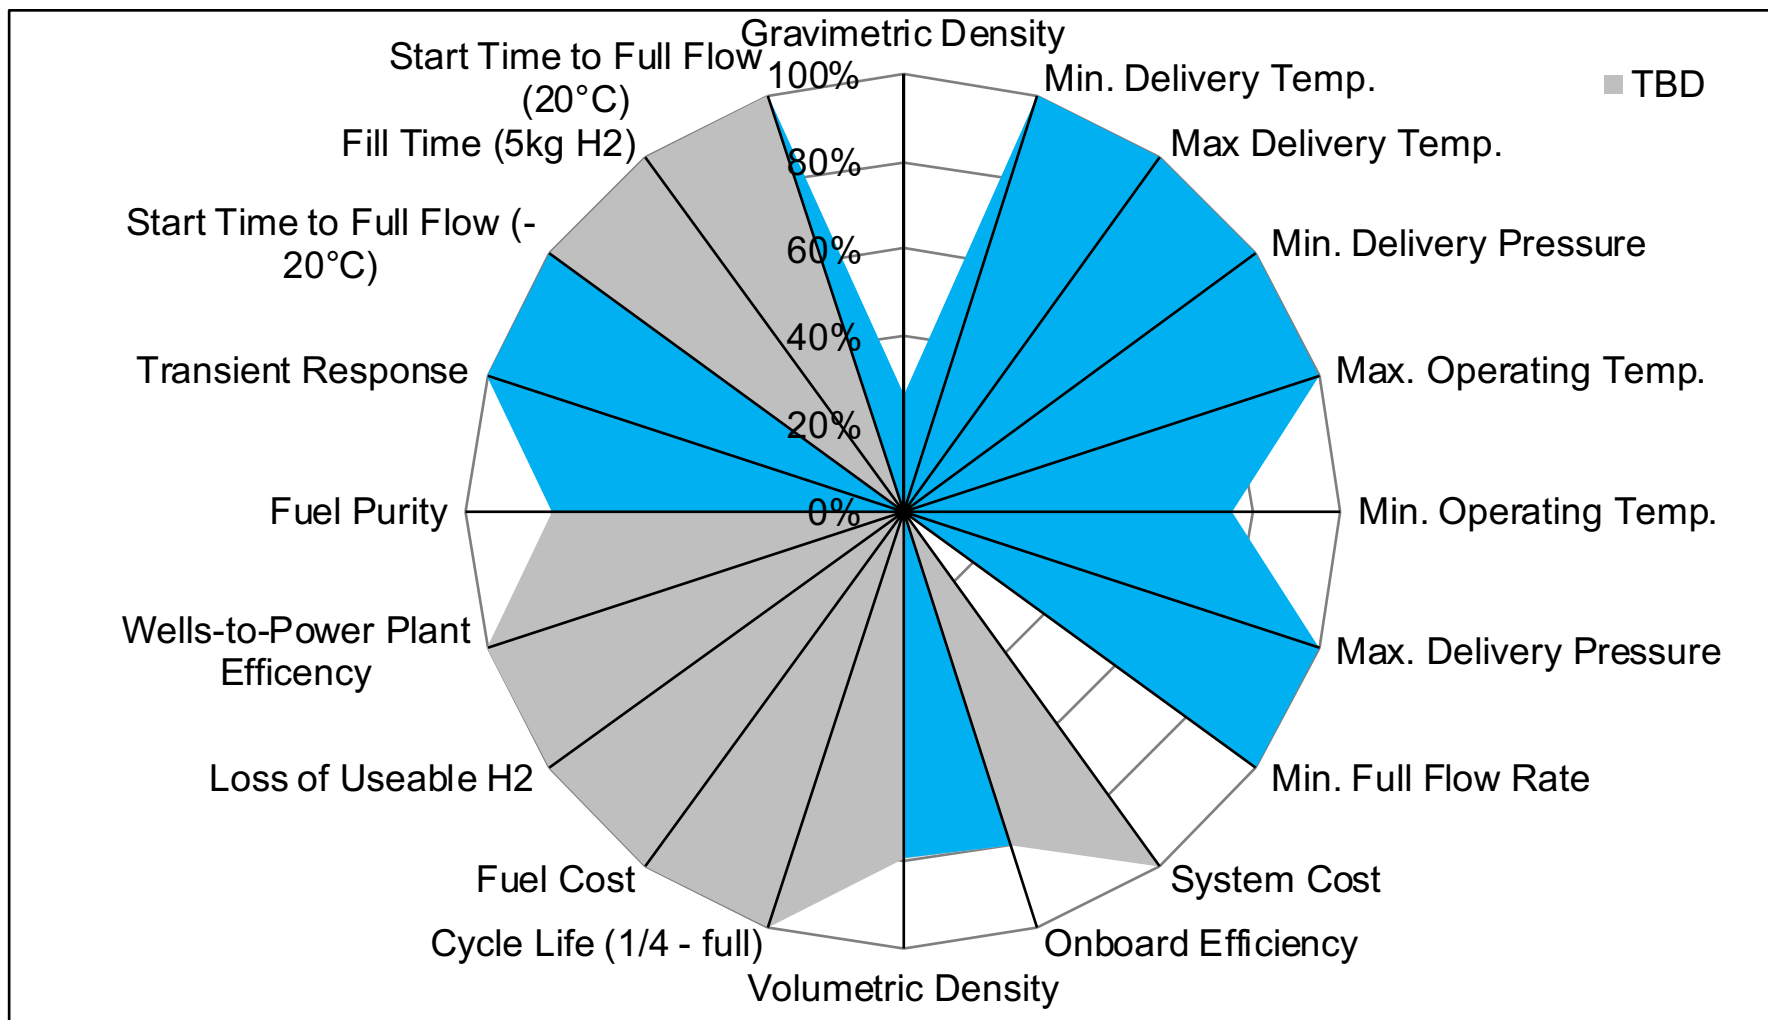 Gravimetric Density
Start Time to Full Flow
(20°C)
100%
Min. Delivery Temp.
TBD
Fill Time (5kg H2)
Max Delivery Temp.
80%
Start Time to Full Flow (-
20°C)
60%
Min. Delivery Pressure
40%
Transient Response
Max. Operating Temp.
20%
Fuel Purity
0%
Min. Operating Temp.
Wells-to-Power Plant
Efficency
Max. Delivery Pressure
Loss of Useable H2
Min. Full Flow Rate
Fuel Cost
System Cost
Cycle Life (1/4 - full)
Onboard Efficiency
Volumetric Density